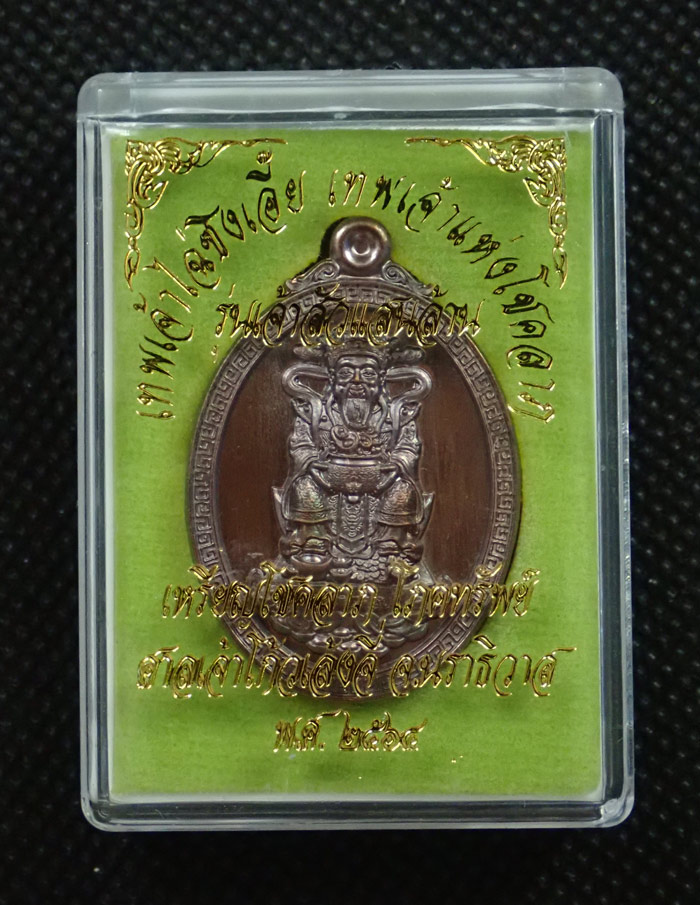 เทพเจ้าไฉ่ซิงเอี้ย เทพเจ้าแห่งโชคลาภ
รุ่นเจ้าสัวแสนล้าน
เหรียญโชคลาภ โภคทรัพย์
ศาลเจ้าโก้วเล้งจี่ จ.นราธิวาส
พ.ศ. ๒๕๖๕